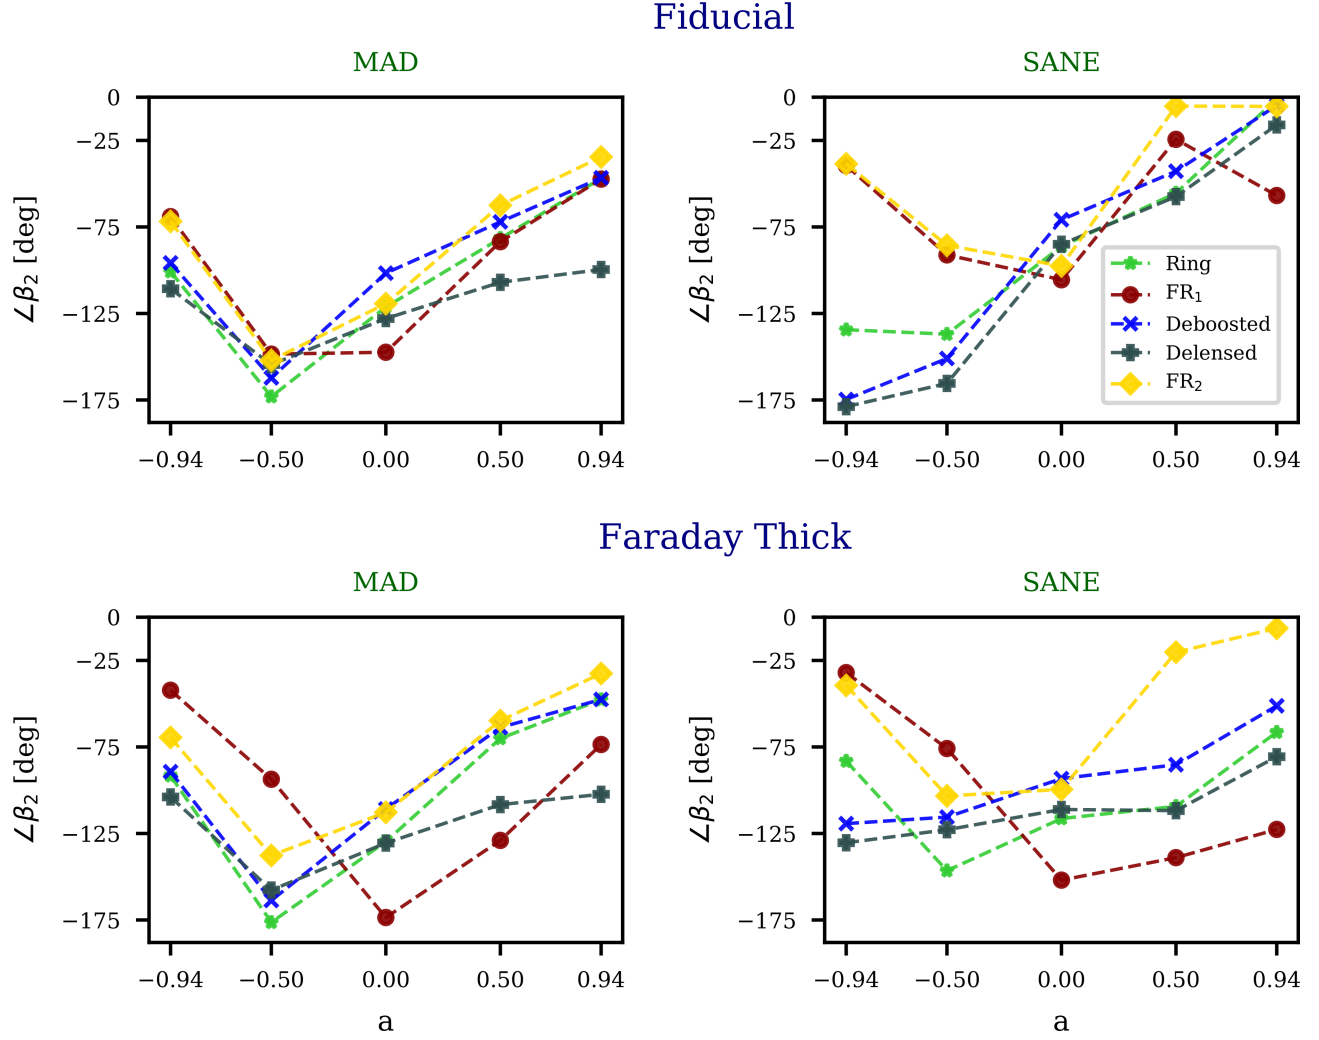 Fiducial
MAD
SANE
0
−25
−75
−125
−175
∠β₂ [deg]
−0.94 −0.50 0.00 0.50 0.94
0
−25
−75
−125
−175
∠β₂ [deg]
−0.94 −0.50 0.00 0.50 0.94
Ring
FR₁
Deboosted
Delensed
FR₂
Faraday Thick
MAD
SANE
0
−25
−75
−125
−175
∠β₂ [deg]
−0.94 −0.50 0.00 0.50 0.94
a
0
−25
−75
−125
−175
∠β₂ [deg]
−0.94 −0.50 0.00 0.50 0.94
a